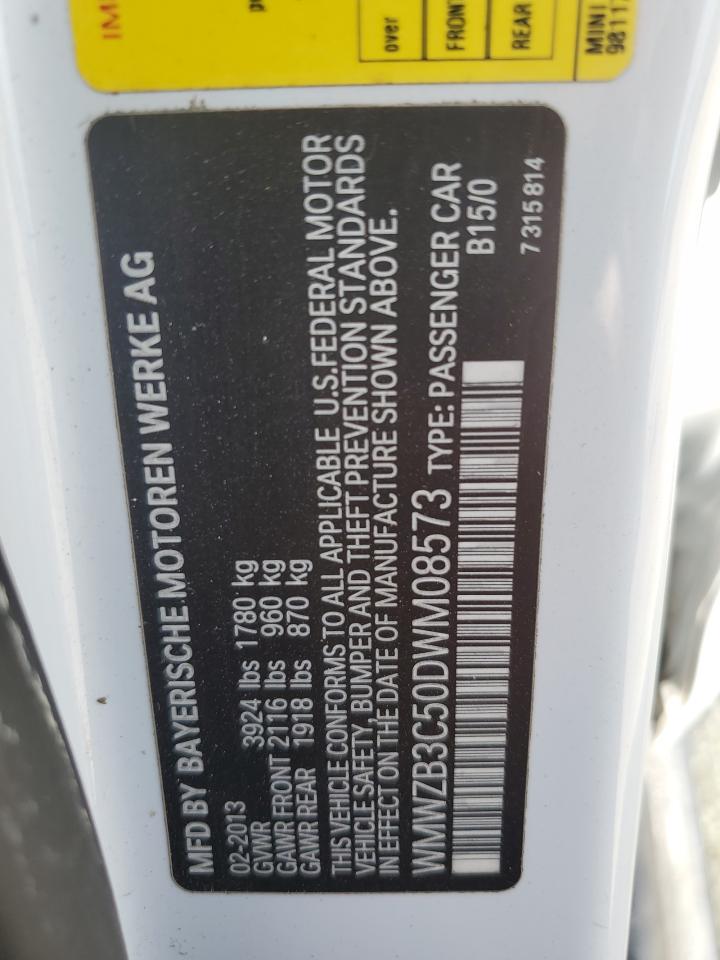 MFD BY BAYERISCHE MOTOREN WERKE AG
02-2013
GVWR 3924 lbs 1780 kg
GAWR FRONT 2116 lbs 960 kg
GAWR REAR 1918 lbs 870 kg
THIS VEHICLE CONFORMS TO ALL APPLICABLE U.S.FEDERAL MOTOR
VEHICLE SAFETY, BUMPER AND THEFT PREVENTION STANDARDS
IN EFFECT ON THE DATE OF MANUFACTURE SHOWN ABOVE.
WMWZB3C50DWM08573 TYPE: PASSENGER CAR
B15/0
7 315 814
over
FRONT
REAR
MINI